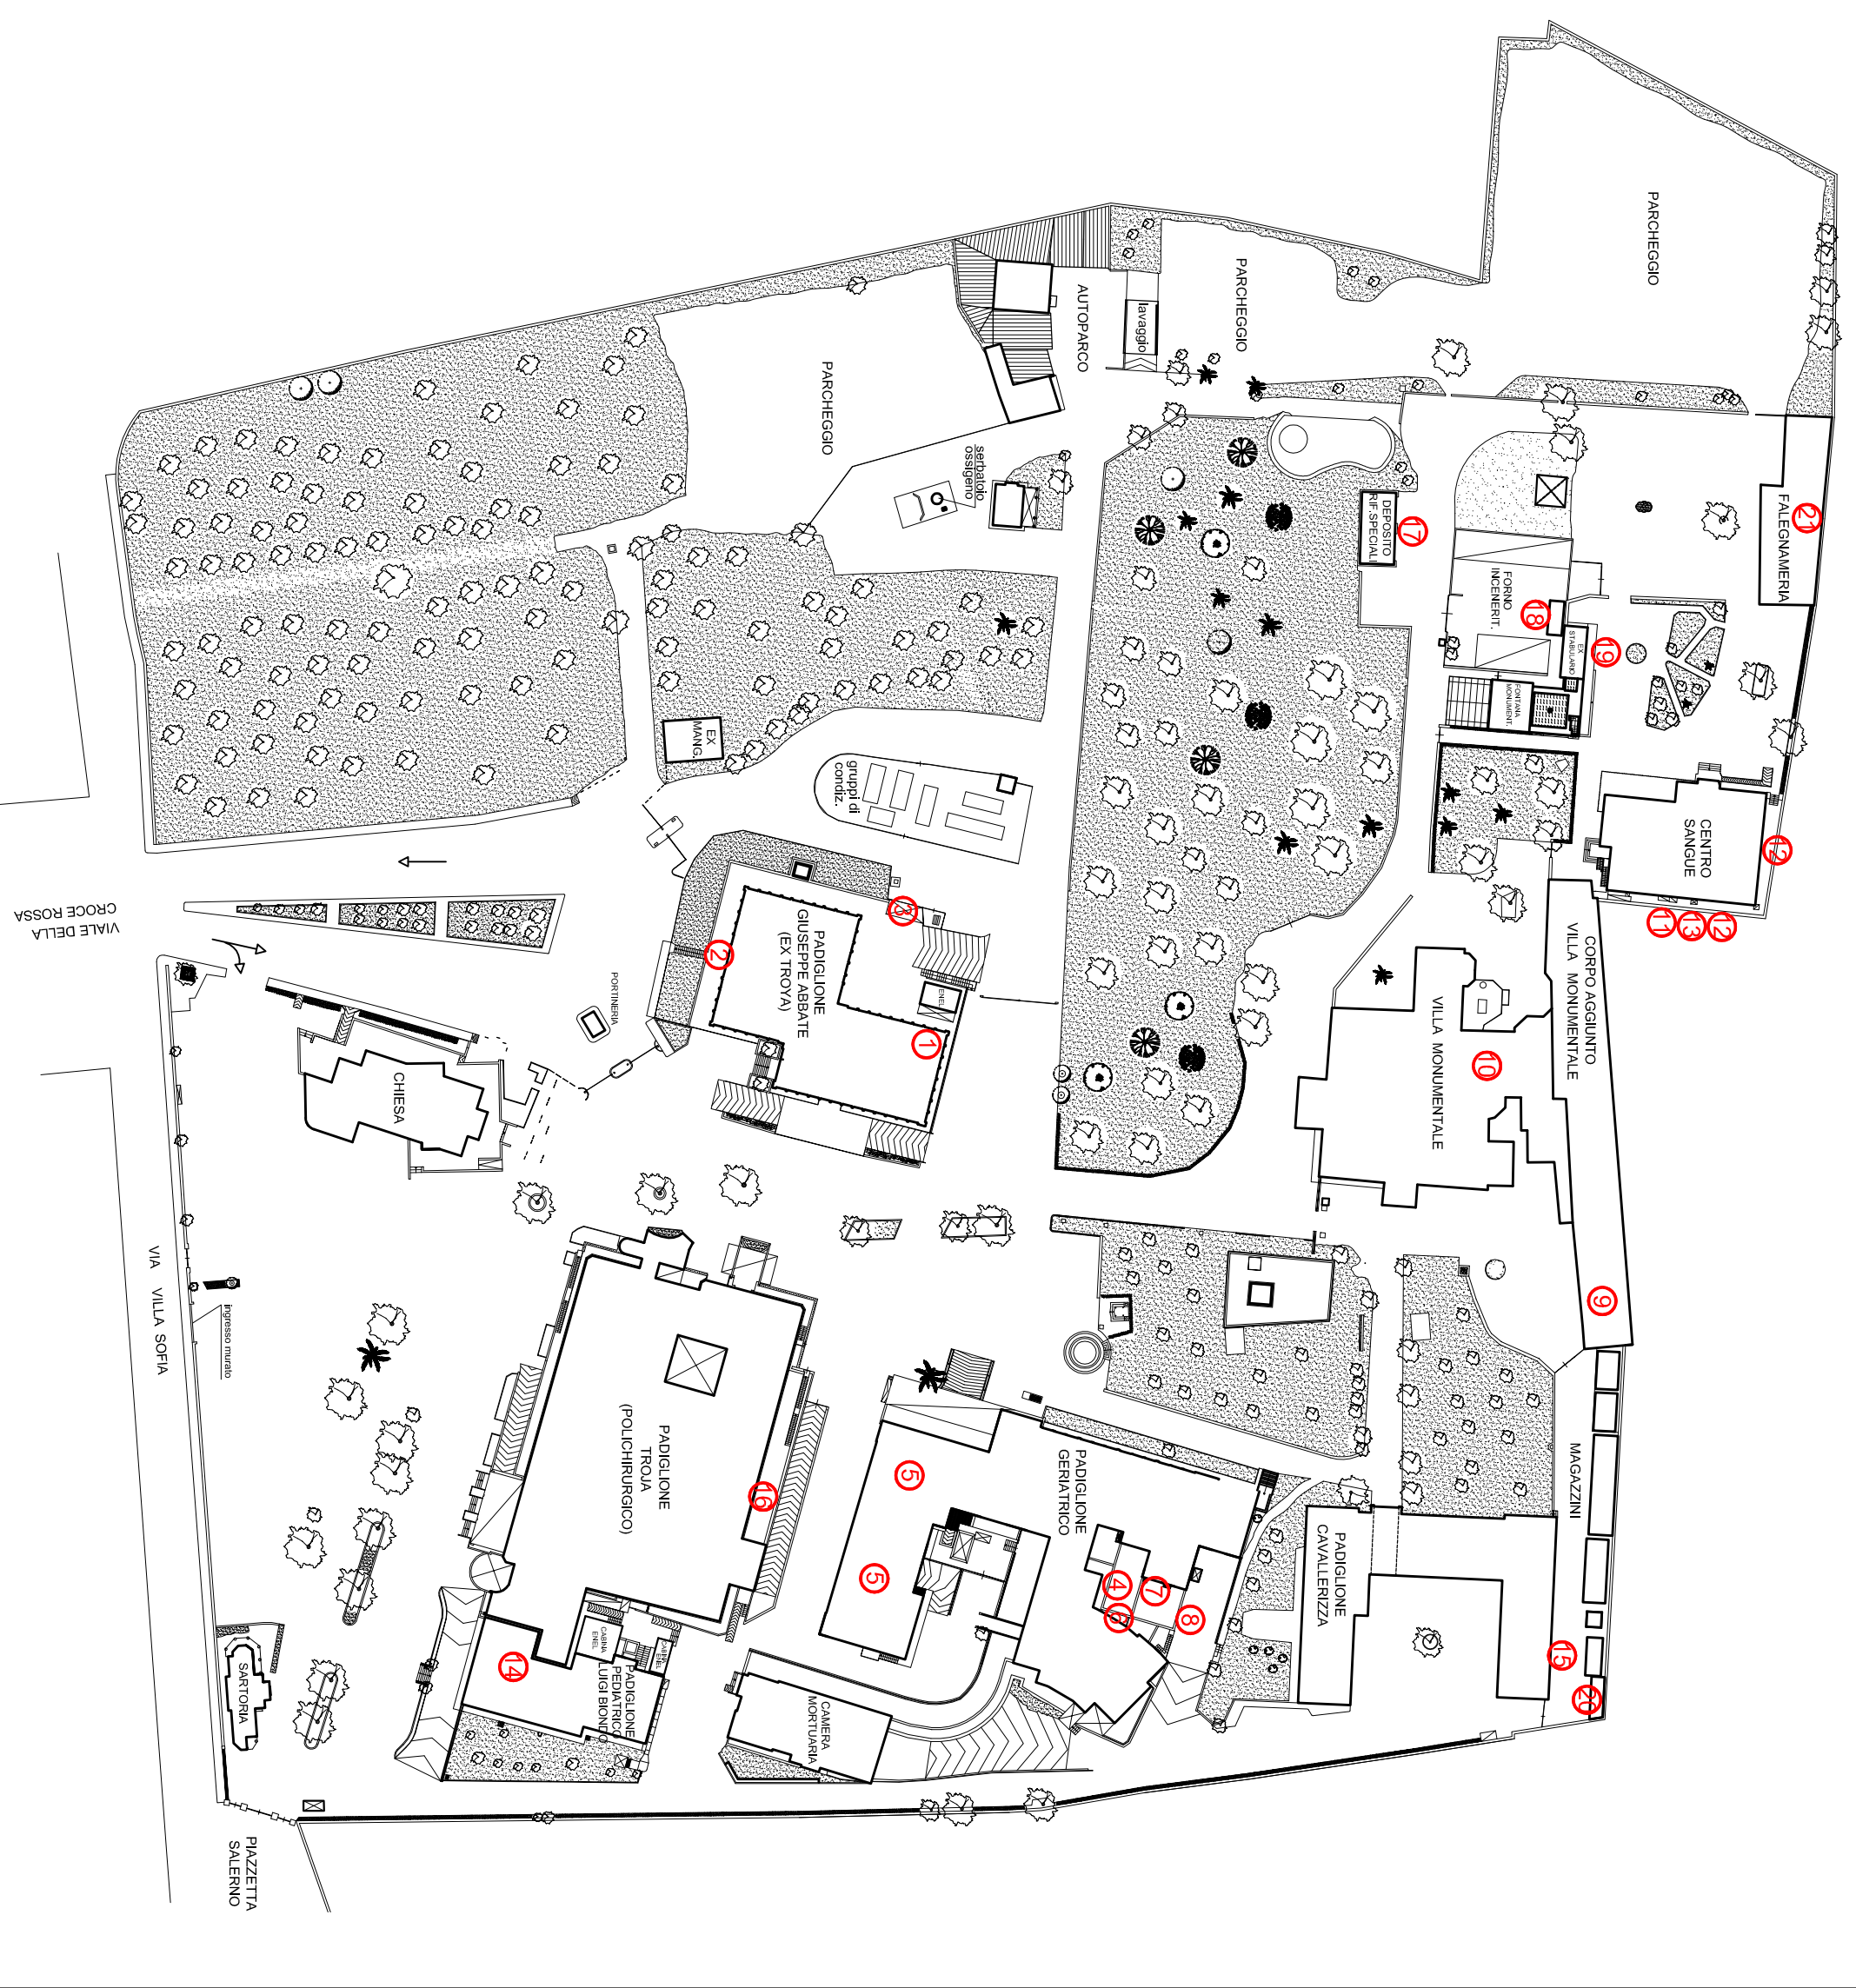 PARCHEGGIO
PARCHEGGIO
PARCHEGGIO
AUTOPARCO
lavaggio
serbatoio
ossigeno
DEPOSITO
RIF.SPECIALI
17
FALEGNAMERIA
21
FORNO
INCENERIT.
18
EX
STABULARIO
19
FONTANA
MONUMENT.
CENTRO
SANGUE
12
11
13
12
EX
MANG.
gruppi di
condiz.
VIALE DELLA
CROCE ROSSA
PADIGLIONE
GIUSEPPE ABBATE
(EX TROYA)
ENEL
1
2
3
PORTINERIA
CHIESA
CORPO AGGIUNTO
VILLA MONUMENTALE
VILLA MONUMENTALE
10
9
MAGAZZINI
15
20
VIA VILLA SOFIA
ingresso murato
PADIGLIONE
TROJA
(POLICHIRURGICO)
16
PADIGLIONE
GERIATRICO
5
5
4
6
7
8
PADIGLIONE
CAVALLERIZZA
CABINA
ENEL
CABINA
ENEL
PADIGLIONE
PEDIATRICO
LUIGI BIONDO
14
CAMERA
MORTUARIA
SARTORIA
PIAZZETTA
SALERNO